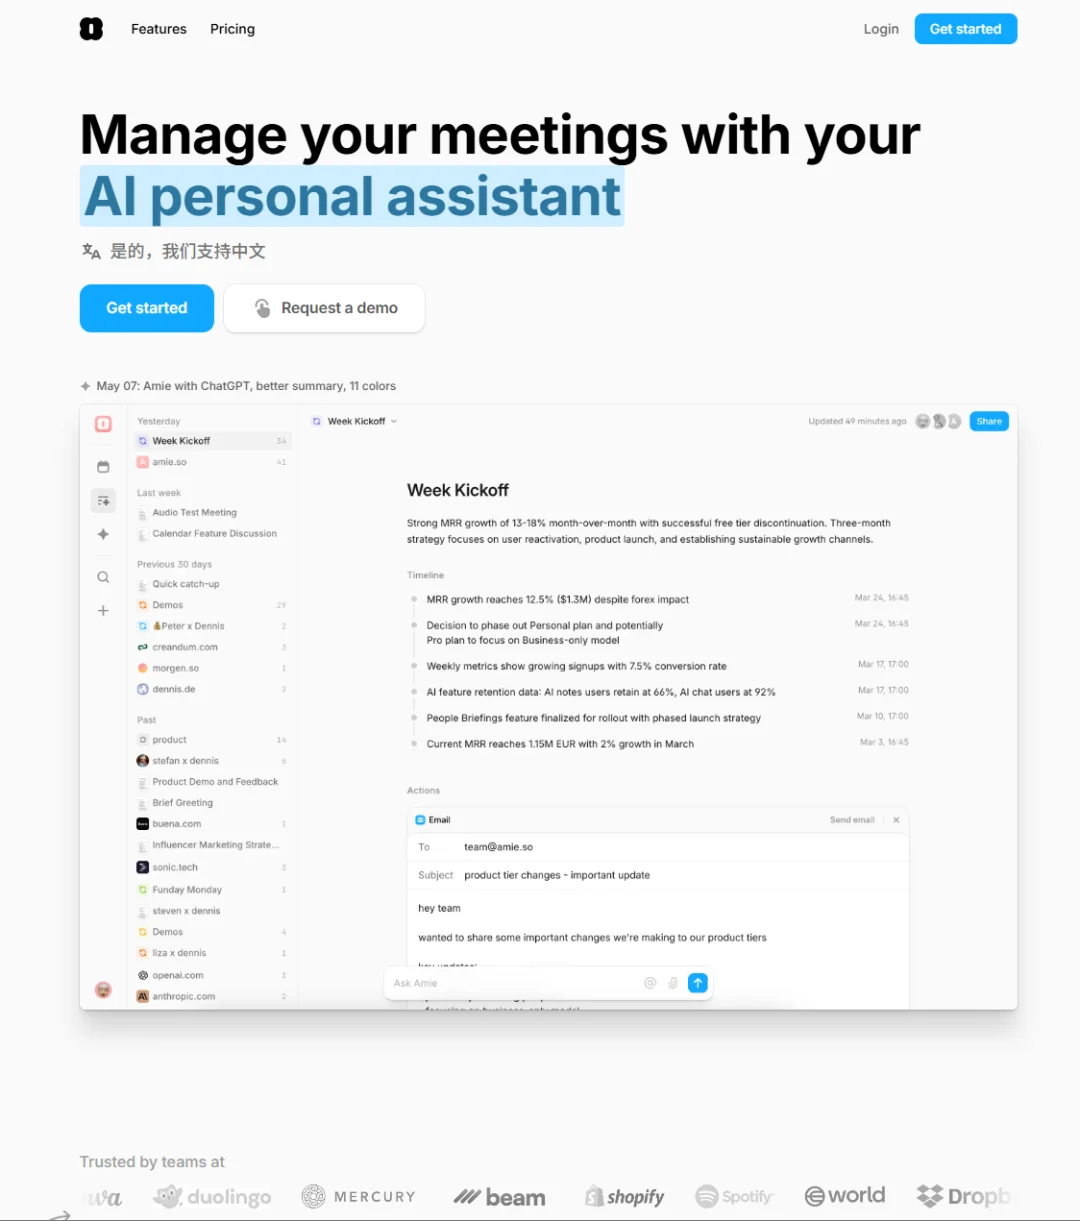 Features Pricing Login Get started
Manage your meetings with your
AI personal assistant
是的，我们支持中文
Get started Request a demo
May 07: Amie with ChatGPT, better summary, 11 colors
Yesterday
Week Kickoff 34
amie.so 41
Last week
Audio Test Meeting
Calendar Feature Discussion
Previous 30 days
Quick catch-up
Demos 29
💰Peter x Dennis 2
creandum.com 3
morgen.so 1
dennis.de 2
Past
product 14
stefan x dennis 6
Product Demo and Feedback
Brief Greeting
buena.com 1
Influencer Marketing Strate...
sonic.tech 3
Funday Monday 1
steven x dennis
Demos 4
liza x dennis 1
openai.com 1
anthropic.com 2
Week Kickoff Updated 49 minutes ago A Share
Week Kickoff
Strong MRR growth of 13-18% month-over-month with successful free tier discontinuation. Three-month
strategy focuses on user reactivation, product launch, and establishing sustainable growth channels.
Timeline
MRR growth reaches 12.5% ($1.3M) despite forex impact Mar 24, 16:45
Decision to phase out Personal plan and potentially Mar 24, 16:45
Pro plan to focus on Business-only model
Weekly metrics show growing signups with 7.5% conversion rate Mar 17, 17:00
AI feature retention data: AI notes users retain at 66%, AI chat users at 92% Mar 17, 17:00
People Briefings feature finalized for rollout with phased launch strategy Mar 10, 17:00
Current MRR reaches 1.15M EUR with 2% growth in March Mar 3, 16:45
Actions
Email Send email
To team@amie.so
Subject product tier changes - important update
hey team
wanted to share some important changes we're making to our product tiers
key updates:
Ask Amie
Trusted by teams at
duolingo MERCURY beam shopify Spotify world Dropb